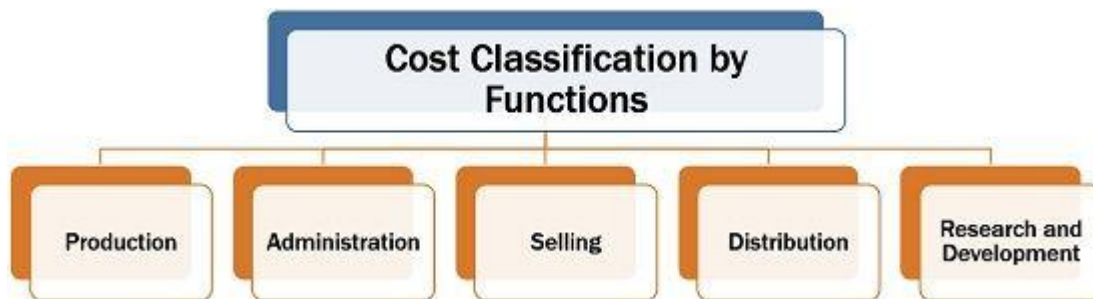 Cost Classification by
Functions
Production
Administration
Selling
Distribution
Research and
Development